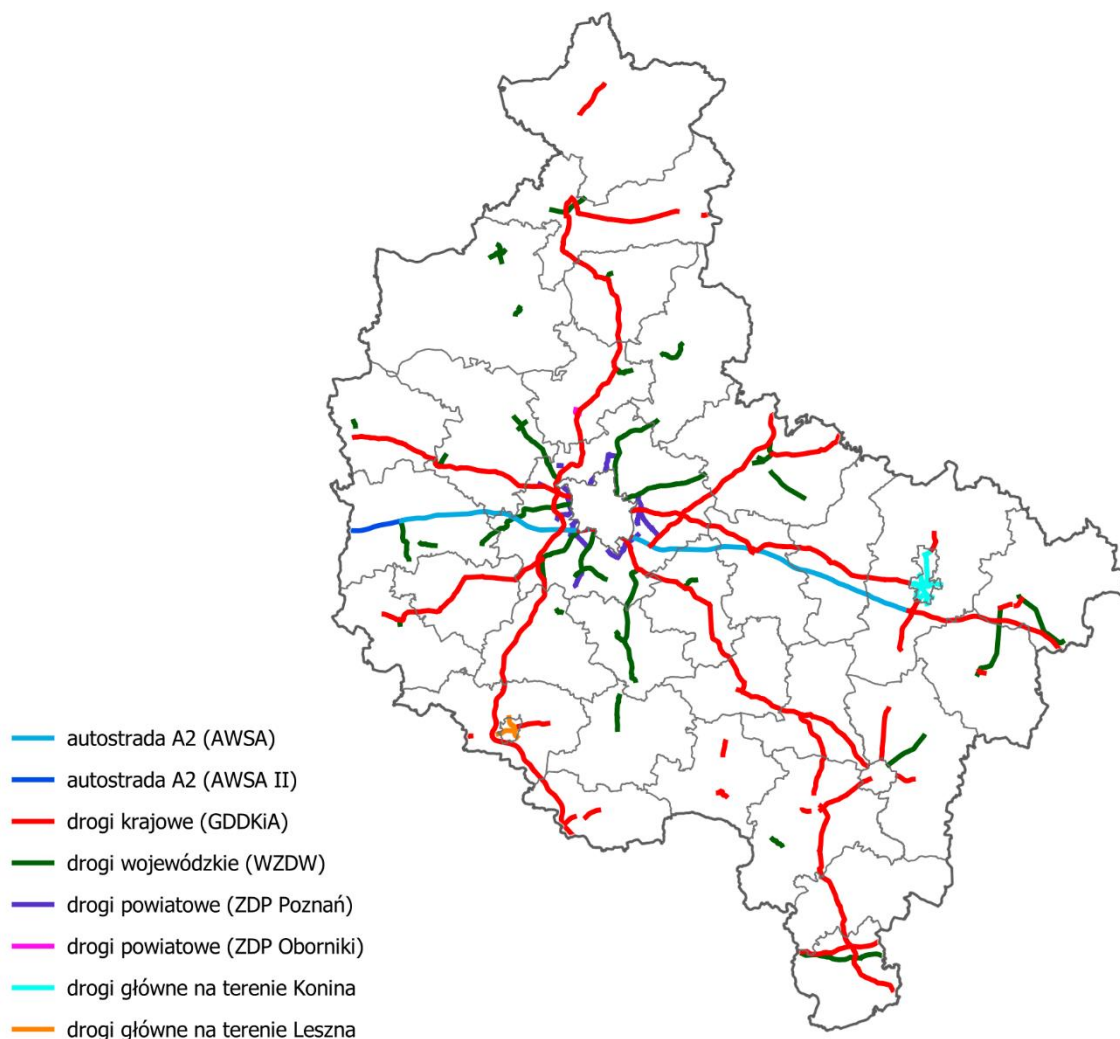 autostrada A2 (AWSA)
autostrada A2 (AWSA II)
drogi krajowe (GDDKiA)
drogi wojewódzkie (WZDW)
drogi powiatowe (ZDP Poznań)
drogi powiatowe (ZDP Oborniki)
drogi główne na terenie Konina
drogi główne na terenie Leszna